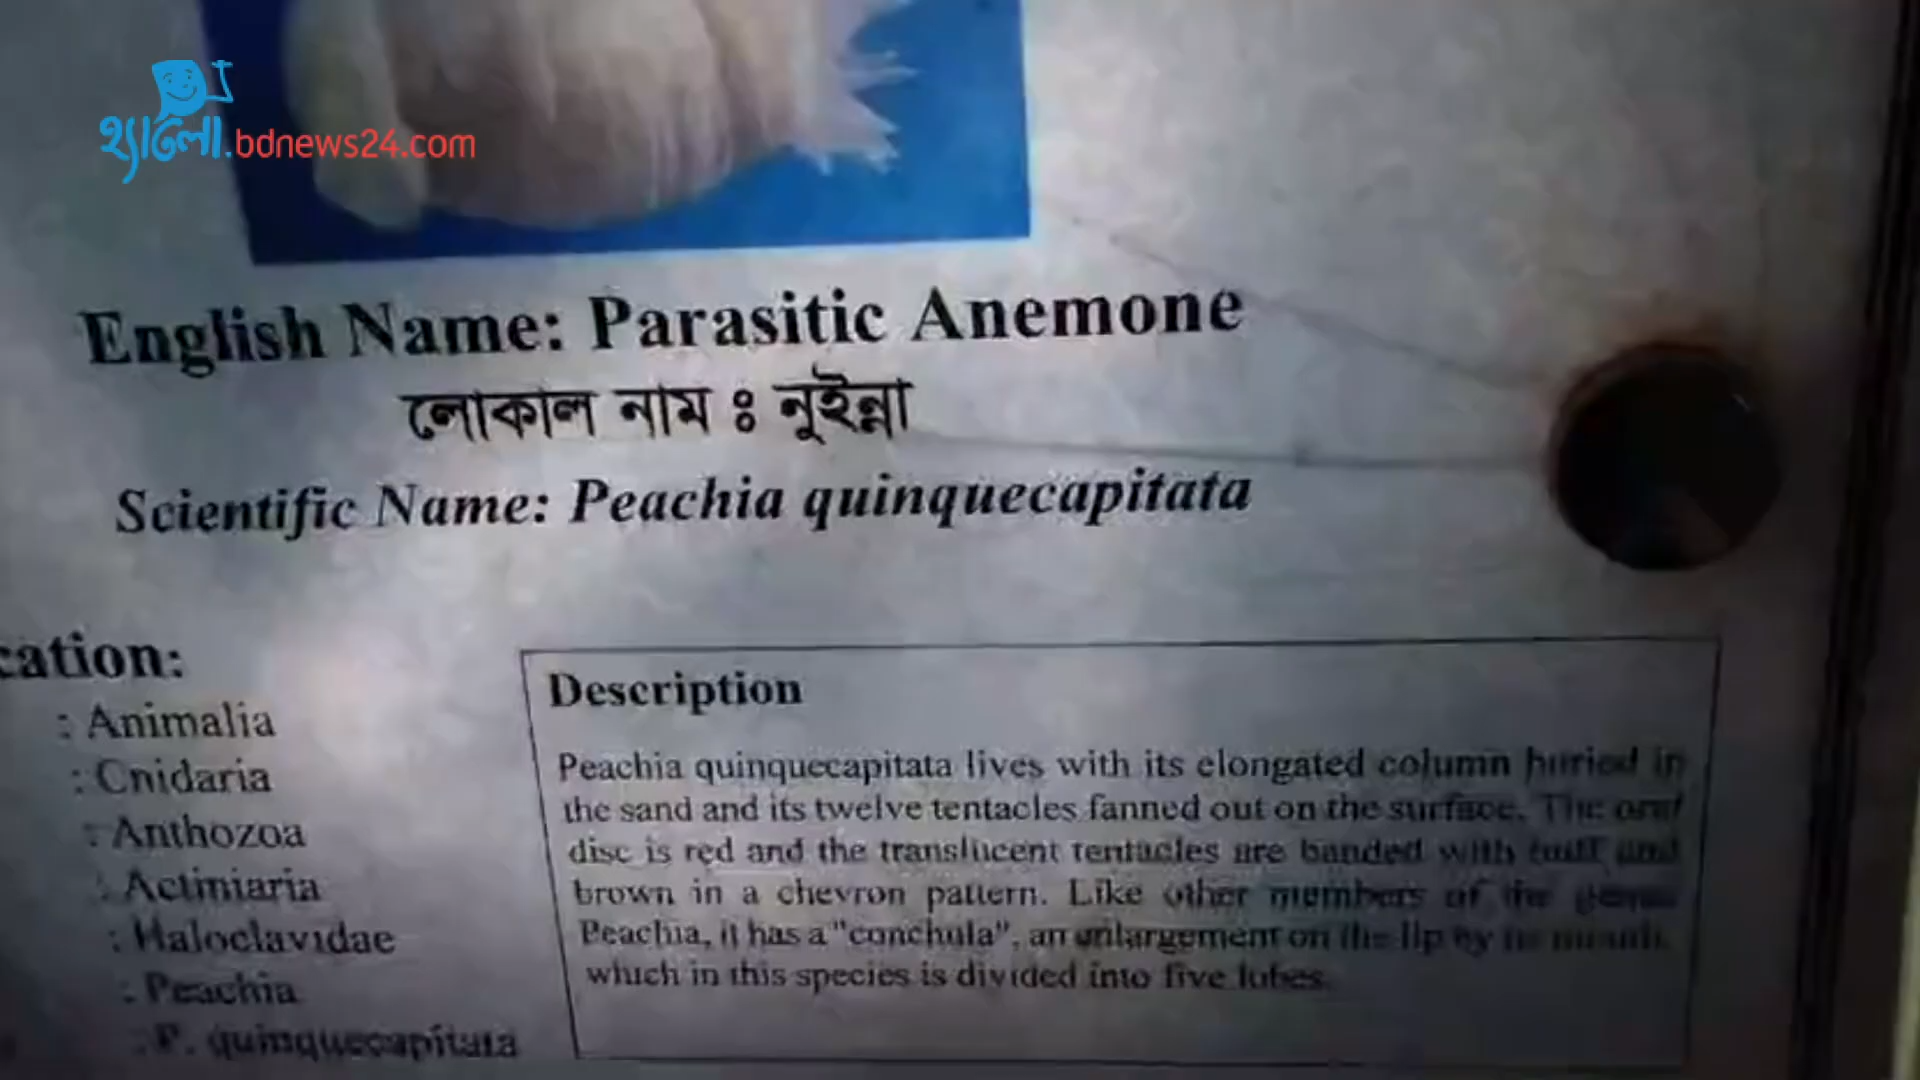 হ্যালো.bdnews24.com
English Name: Parasitic Anemone
লোকাল নাম ঃ নুইন্না
Scientific Name: Peachia quinquecapitata
cation:
: Animalia
: Cnidaria
: Anthozoa
: Actiniaria
: Haloclavidae
: Peachia
: P. quinquecapitata
Description
Peachia quinquecapitata lives with its elongated column buried in
the sand and its twelve tentacles fanned out on the surface. The oral
disc is red and the translucent tentacles are banded with buff and
brown in a chevron pattern. Like other members of the genus
Peachia, it has a "conchula", an enlargement on the lip by its mouth,
which in this species is divided into five lobes.